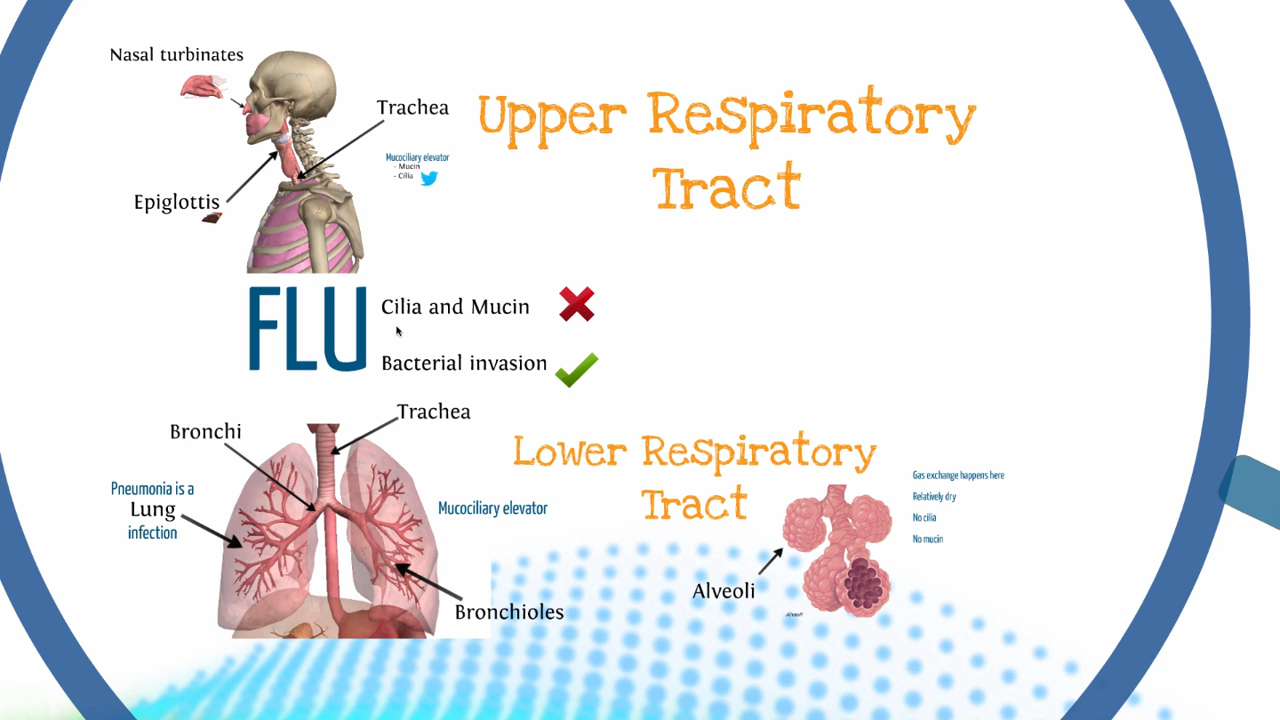 Nasal turbinates
Trachea
Upper Respiratory
Tract
Mucociliary elevator
- Mucin
- Cilia
Epiglottis
FLU
Cilia and Mucin
Bacterial invasion
Trachea
Bronchi
Lower Respiratory
Tract
Gas exchange happens here
Relatively dry
No cilia
No mucin
Pneumonia is a
Lung
infection
Mucociliary elevator
Alveoli
Alveoli
Bronchioles